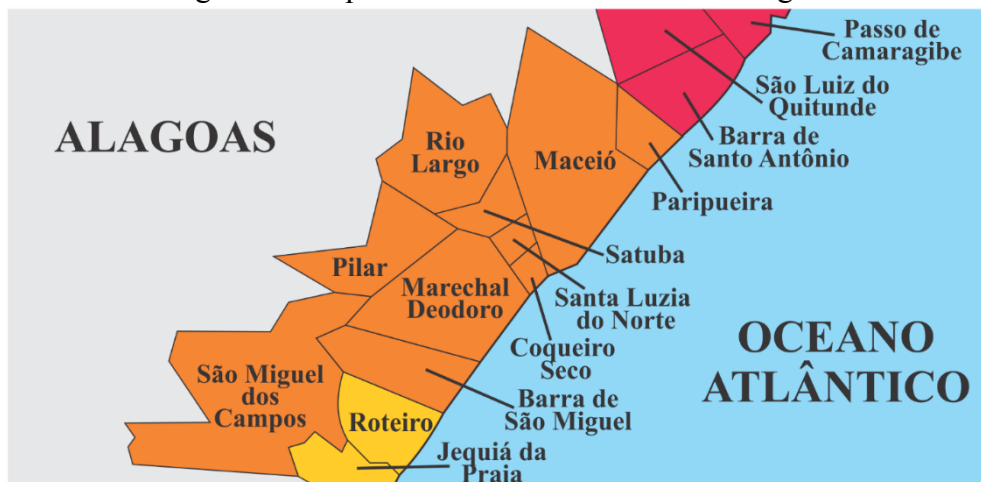 Passo de
Camaragibe
São Luiz do
Quitunde
ALAGOAS
Rio
Largo
Maceió
Barra de
Santo Antônio
Paripueira
Satuba
Pilar
Marechal
Deodoro
Santa Luzia
do Norte
OCEANO
ATLÂNTICO
Coqueiro
Seco
São Miguel
dos
Campos
Barra de
São Miguel
Roteiro
Jequiá da
Praia